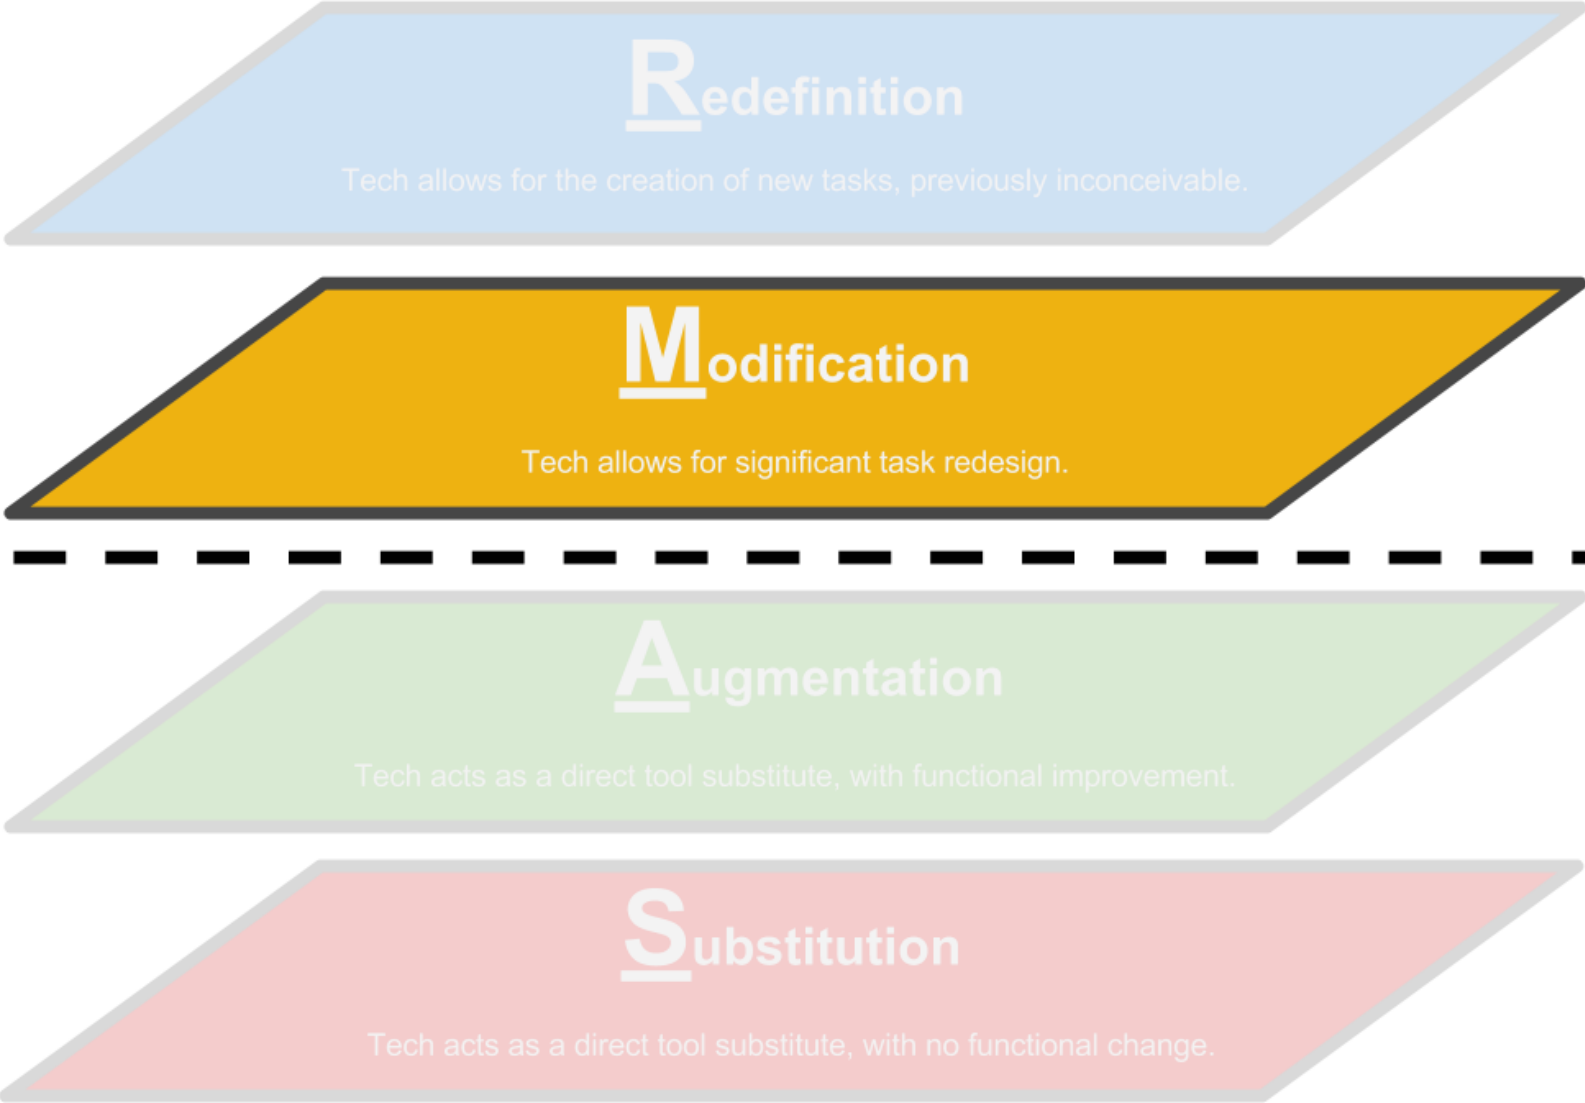 Redefinition
Tech allows for the creation of new tasks, previously inconceivable.
Modification
Tech allows for significant task redesign.
Augmentation
Tech acts as a direct tool substitute, with functional improvement.
Substitution
Tech acts as a direct tool substitute, with no functional change.